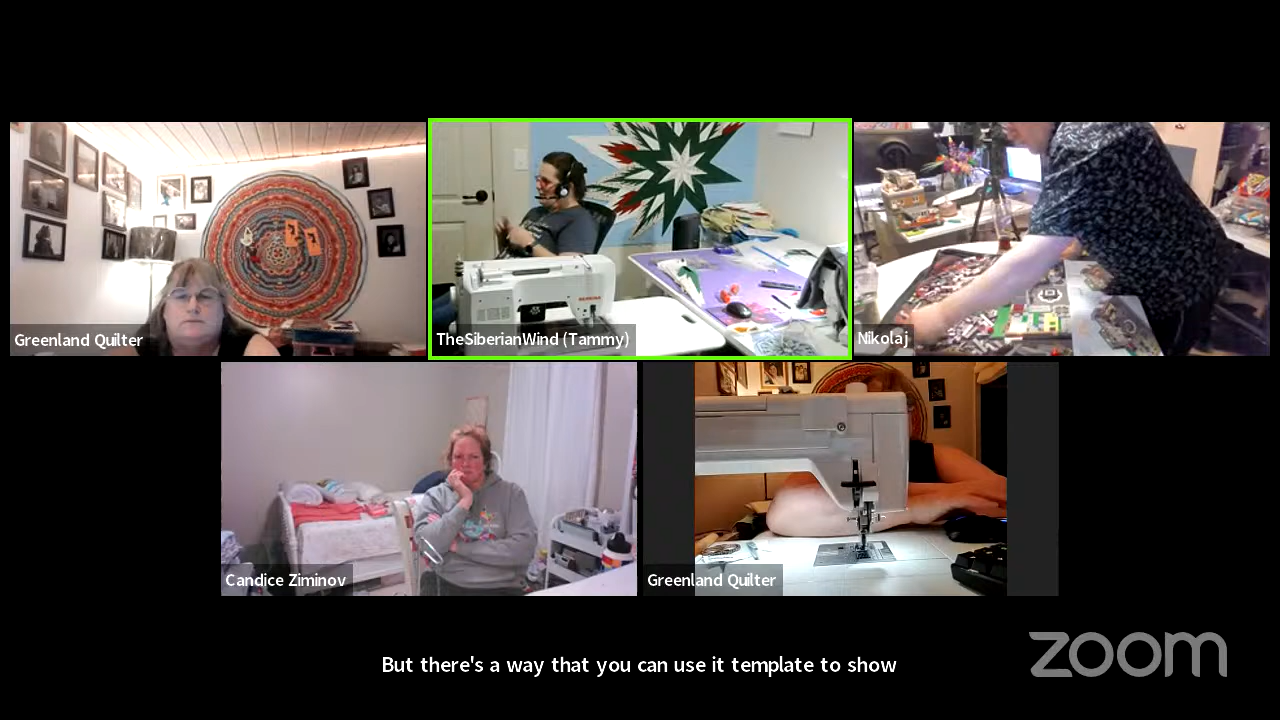 Greenland Quilter
TheSiberianWind (Tammy)
Nikolaj
BERNINA
Candice Ziminov
Greenland Quilter
But there's a way that you can use it template to show
zoom